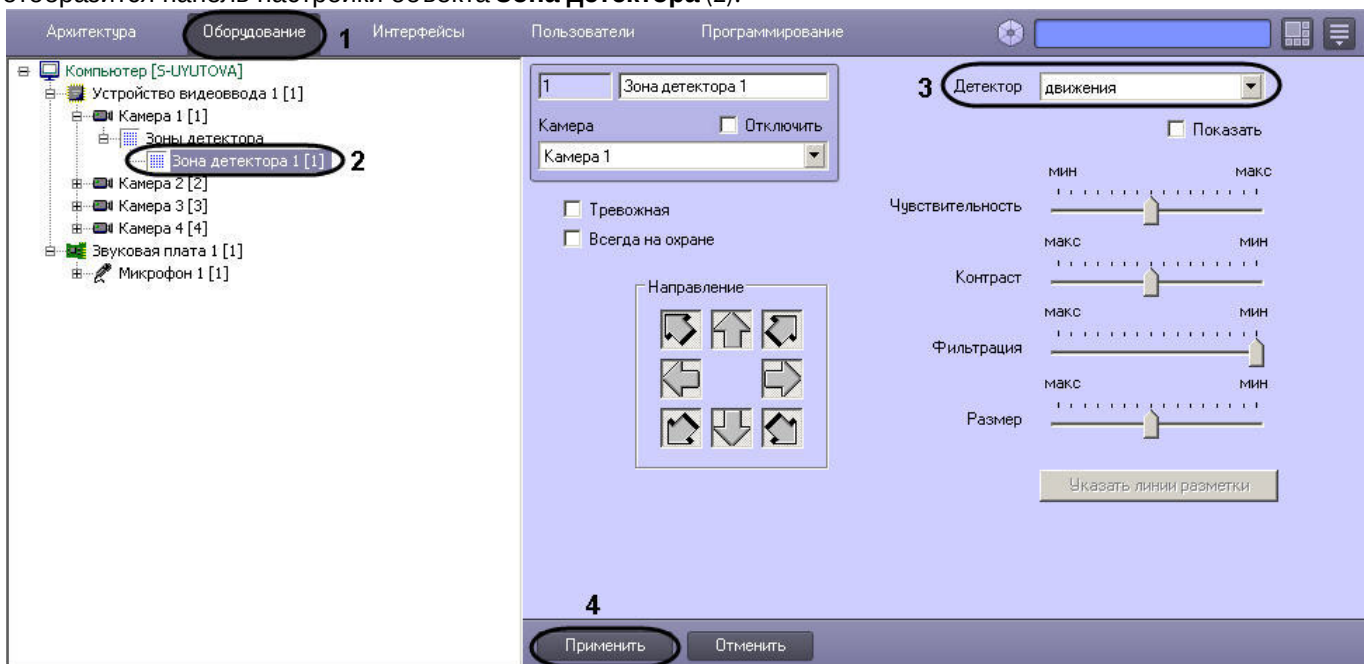 отобразится панель настройки объекта Зона детектора (2).
Архитектура Оборудование 1 Интерфейсы Пользователи Программирование
Компьютер [S-UYUTOVA]
Устройство видеоввода 1 [1]
Камера 1 [1]
Зоны детектора
Зона детектора 1 [1] 2
Камера 2 [2]
Камера 3 [3]
Камера 4 [4]
Звуковая плата 1 [1]
Микрофон 1 [1]
1 Зона детектора 1
Камера Отключить
Камера 1
Тревожная
Всегда на охране
Направление
3 Детектор движения
Показать
мин макс
Чувствительность
макс мин
Контраст
макс мин
Фильтрация
макс мин
Размер
Указать линии разметки
4
Применить Отменить